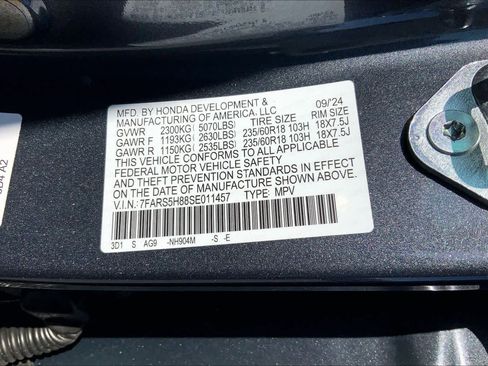 MFD. BY HONDA DEVELOPMENT &
MANUFACTURING OF AMERICA, LLC 09/24
GVWR 2300KG( 5070LBS) TIRE SIZE RIM SIZE
GAWR F 1193KG( 2630LBS) 235/60R18 103H 18X7.5J
GAWR R 1150KG( 2535LBS) 235/60R18 103H 18X7.5J
THIS VEHICLE CONFORMS TO ALL APPLICABLE
FEDERAL MOTOR VEHICLE SAFETY
AND THEFT PREVENTION STANDARDS IN EFFECT
ON THE DATE OF MANUFACTURE SHOWN ABOVE.
V.I.N.: 7FARS5H88SE011457 TYPE: MPV
3D1 S AG9 -NH904M -S -E
3D4 A2